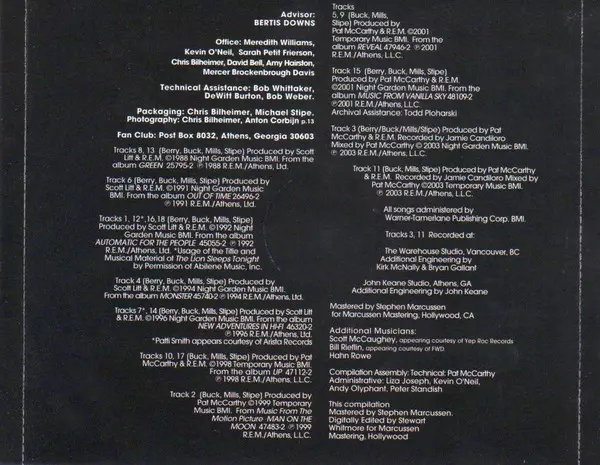 Advisor:
BERTIS DOWNS
Office: Meredith Williams,
Kevin O'Neil, Sarah Petit Frierson,
Chris Bilheimer, David Bell, Amy Hairston,
Mercer Brockenbrough Davis
Technical Assistance: Bob Whittaker,
DeWitt Burton, Bob Weber.
Packaging: Chris Bilheimer, Michael Stipe.
Photography: Chris Bilheimer, Anton Corbijn p.13
Fan Club: Post Box 8032, Athens, Georgia 30603
Tracks 8, 13 (Berry, Buck, Mills, Stipe) Produced by Scott
Litt & R.E.M. ©1988 Night Garden Music BMI. From the
album GREEN 25795-2 ℗1988 R.E.M./Athens, Ltd.
Track 6 (Berry, Buck, Mills, Stipe) Produced by
Scott Litt & R.E.M. ©1991 Night Garden Music
BMI. From the album OUT OF TIME 26496-2
℗1991 R.E.M./Athens, Ltd.
Tracks 1, 12*,16,18 (Berry, Buck, Mills, Stipe)
Produced by Scott Litt & R.E.M. ©1992 Night
Garden Music BMI. From the album
AUTOMATIC FOR THE PEOPLE 45055-2 ℗1992
R.E.M./Athens, Ltd. *Usage of the Title and
Musical Material of The Lion Sleeps Tonight
by Permission of Abilene Music, Inc.
Track 4 (Berry, Buck, Mills, Stipe) Produced by
Scott Litt & R.E.M. ©1994 Night Garden Music BMI.
From the album MONSTER 45740-2 ℗1994 R.E.M./Athens, Ltd.
Tracks 7*, 14 (Berry, Buck, Mills, Stipe) Produced by Scott Litt
& R.E.M. ©1996 Night Garden Music BMI. From the album
NEW ADVENTURES IN HI-FI 46320-2
℗1996 R.E.M./Athens, Ltd.
*Patti Smith appears courtesy of Arista Records
Tracks 10, 17 (Buck, Mills, Stipe) Produced by Pat
McCarthy & R.E.M. ©1998 Temporary Music BMI.
From the album UP 47112-2
℗1998 R.E.M./Athens, L.L.C.
Track 2 (Buck, Mills, Stipe) Produced by
Pat McCarthy ©1999 Temporary
Music BMI. From Music From The
Motion Picture MAN ON THE
MOON 47483-2 ℗1999
R.E.M./Athens, L.L.C.
Tracks
5, 9 (Buck, Mills,
Stipe) Produced by
Pat McCarthy & R.E.M. ©2001
Temporary Music BMI. From the
album REVEAL 47946-2 ℗2001
R.E.M./Athens, L.L.C.
Track 15 (Berry, Buck, Mills, Stipe)
Produced by Pat McCarthy & R.E.M.
©2001 Night Garden Music BMI. From the
album MUSIC FROM VANILLA SKY 48109-2
℗2001 R.E.M./Athens, L.L.C.
Archival Assistance: Todd Ploharski
Track 3 (Berry/Buck/Mills/Stipe) Produced by Pat
McCarthy & R.E.M. Recorded by Jamie Candiloro
Mixed by Pat McCarthy © 2003 Night Garden Music BMI.
℗ 2003 R.E.M./Athens, L.L.C.
Track 11 (Buck, Mills, Stipe) Produced by Pat McCarthy
& R.E.M. Recorded by Jamie Candiloro Mixed by
Pat McCarthy ©2003 Temporary Music BMI.
℗ 2003 R.E.M./Athens, L.L.C.
All songs administered by
Warner-Tamerlane Publishing Corp. BMI.
Tracks 3, 11 Recorded at:
The Warehouse Studio, Vancouver, BC
Additional Engineering by
Kirk McNally & Bryan Gallant
John Keane Studio, Athens, GA
Additional Engineering by John Keane
Mastered by Stephen Marcussen
for Marcussen Mastering, Hollywood, CA
Additional Musicians:
Scott McCaughey, appearing courtesy of Yep Roc Records
Bill Rieflin, appearing courtesy of FWD
Hahn Rowe
Compilation Assembly: Technical: Pat McCarthy
Administrative: Liza Joseph, Kevin O'Neil,
Andy Olyphant, Peter Standish
This compilation
Mastered by Stephen Marcussen.
Digitally Edited by Stewart
Whitmore for Marcussen
Mastering, Hollywood